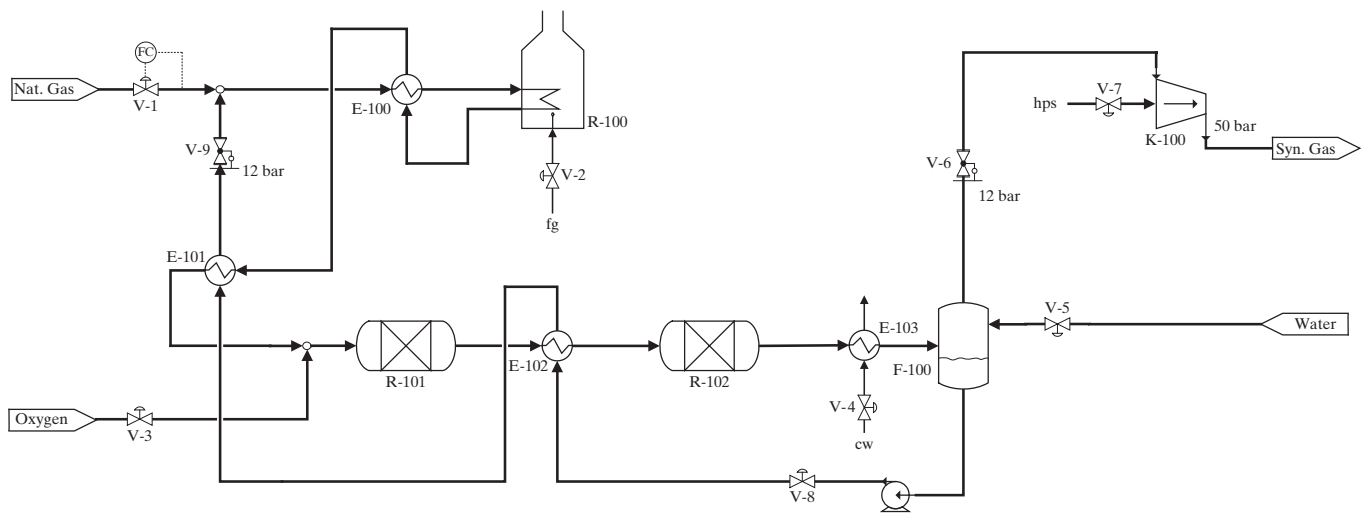 FC
Nat. Gas
V-1
E-100
R-100
V-9
12 bar
V-2
fg
E-101
hps
V-7
K-100
50 bar
Syn. Gas
V-6
12 bar
V-5
Water
E-103
F-100
E-102
R-101
R-102
V-4
cw
Oxygen
V-3
V-8